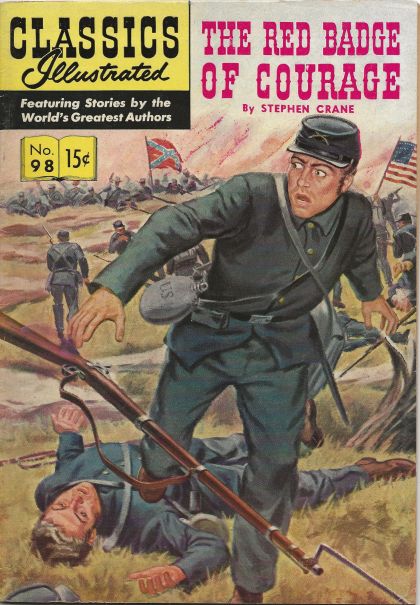 CLASSICS
Illustrated
Featuring Stories by the
World's Greatest Authors
No.
98
15¢
THE RED BADGE
OF COURAGE
By STEPHEN CRANE
US